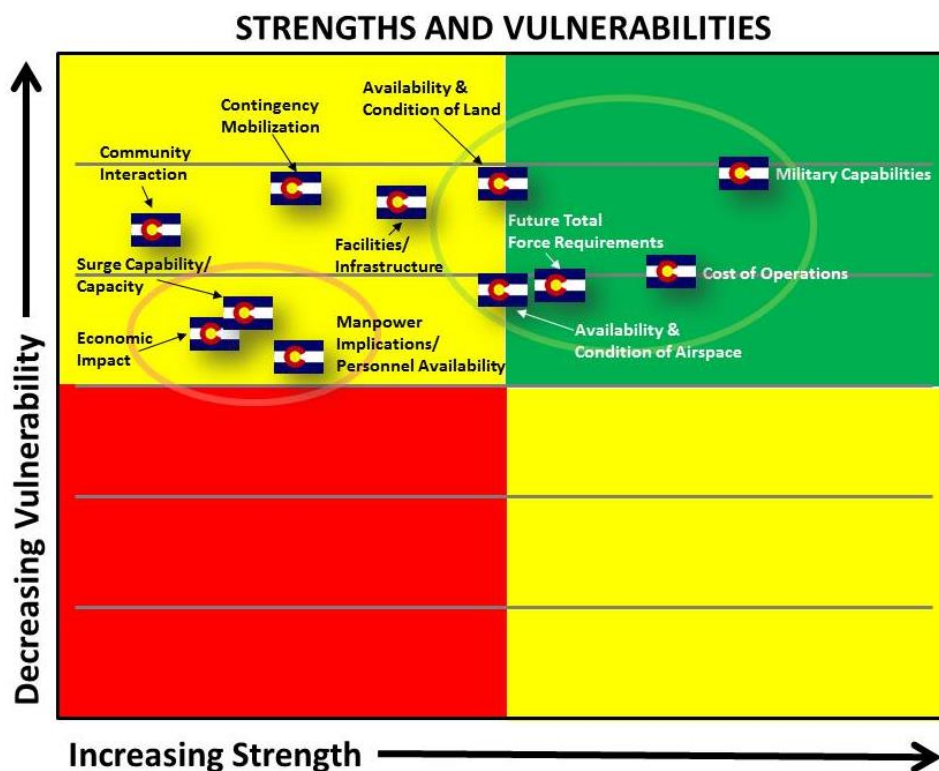 STRENGTHS AND VULNERABILITIES
Availability &
Condition of Land
Contingency
Mobilization
Community
Interaction
Military Capabilities
Facilities/
Infrastructure
Future Total
Force Requirements
Surge Capability/
Capacity
Cost of Operations
Economic
Impact
Manpower
Implications/
Personnel Availability
Availability &
Condition of Airspace
Decreasing Vulnerability
Increasing Strength